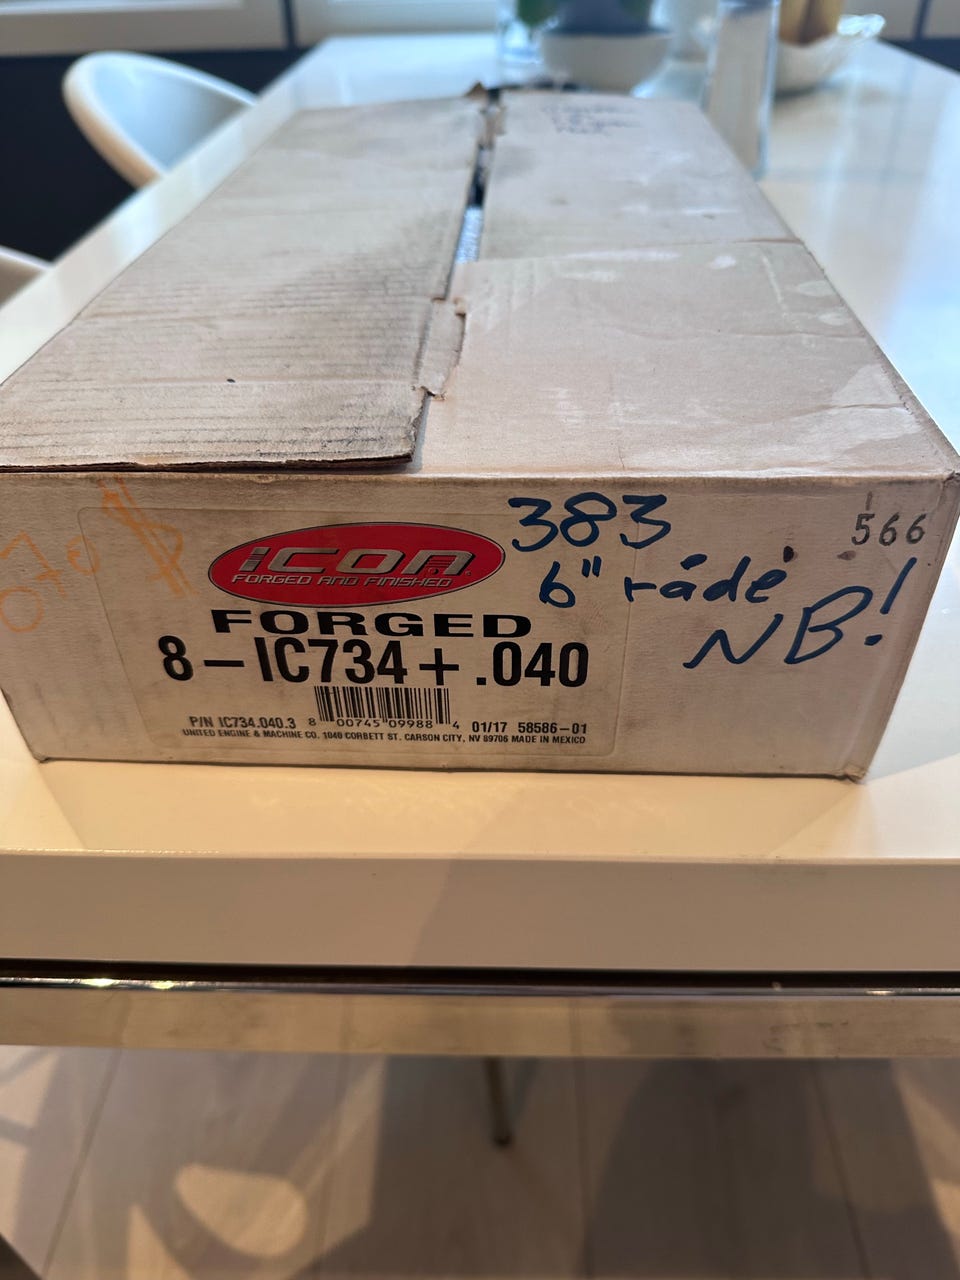 383
566
6" rådè
NB!
icon
FORGED AND FINISHED
FORGED
8-IC734+.040
P/N IC734.040.3 8 00745 09988 4 01/17 58586-01
UNITED ENGINE & MACHINE CO. 1040 CORBETT ST. CARSON CITY, NV 89706 MADE IN MEXICO